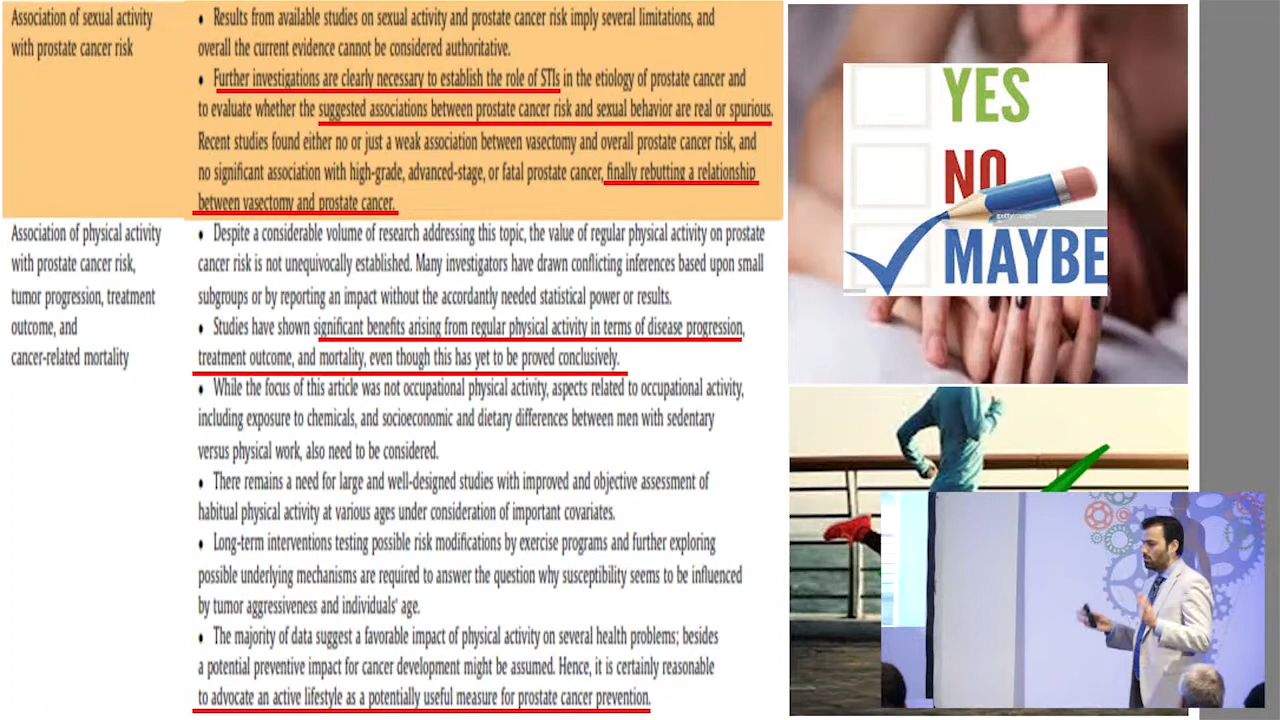 Association of sexual activity
with prostate cancer risk
• Results from available studies on sexual activity and prostate cancer risk imply several limitations, and
overall the current evidence cannot be considered authoritative.
• Further investigations are clearly necessary to establish the role of STIs in the etiology of prostate cancer and
to evaluate whether the suggested associations between prostate cancer risk and sexual behavior are real or spurious.
Recent studies found either no or just a weak association between vasectomy and overall prostate cancer risk, and
no significant association with high-grade, advanced-stage, or fatal prostate cancer, finally rebutting a relationship
between vasectomy and prostate cancer.
Association of physical activity
with prostate cancer risk,
tumor progression, treatment
outcome, and
cancer-related mortality
• Despite a considerable volume of research addressing this topic, the value of regular physical activity on prostate
cancer risk is not unequivocally established. Many investigators have drawn conflicting inferences based upon small
subgroups or by reporting an impact without the accordantly needed statistical power or results.
• Studies have shown significant benefits arising from regular physical activity in terms of disease progression,
treatment outcome, and mortality, even though this has yet to be proved conclusively.
• While the focus of this article was not occupational physical activity, aspects related to occupational activity,
including exposure to chemicals, and socioeconomic and dietary differences between men with sedentary
versus physical work, also need to be considered.
• There remains a need for large and well-designed studies with improved and objective assessment of
habitual physical activity at various ages under consideration of important covariates.
• Long-term interventions testing possible risk modifications by exercise programs and further exploring
possible underlying mechanisms are required to answer the question why susceptibility seems to be influenced
by tumor aggressiveness and individuals' age.
• The majority of data suggest a favorable impact of physical activity on several health problems; besides
a potential preventive impact for cancer development might be assumed. Hence, it is certainly reasonable
to advocate an active lifestyle as a potentially useful measure for prostate cancer prevention.
YES
NO
MAYBE